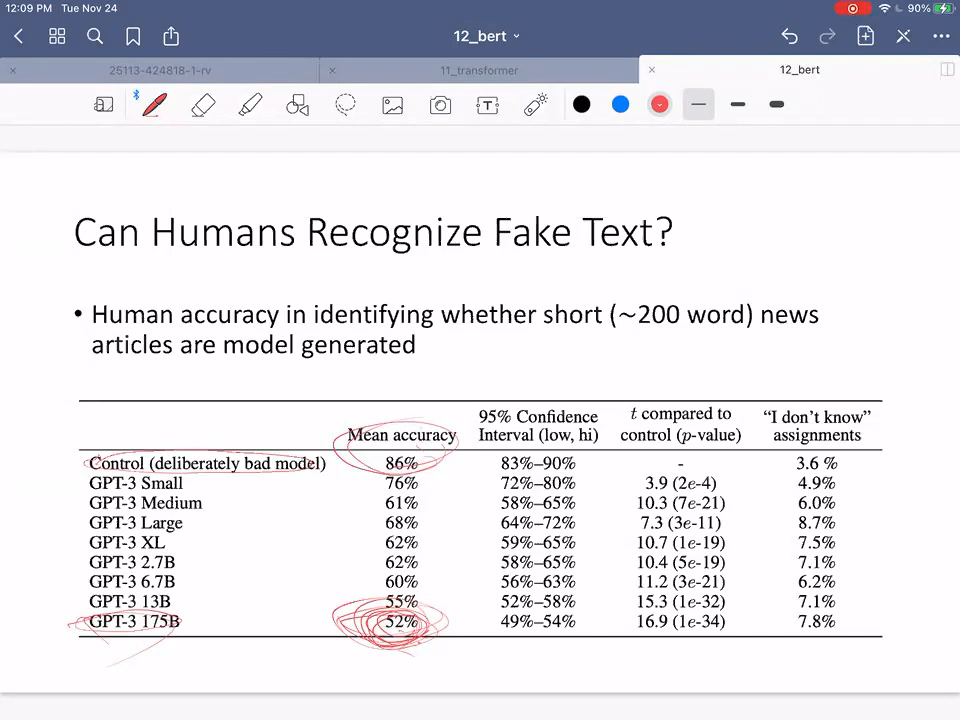 12:09 PM Tue Nov 24 90%
12_bert
25113-424818-1-rv 11_transformer 12_bert
Can Humans Recognize Fake Text?
• Human accuracy in identifying whether short (~200 word) news
articles are model generated
Mean accuracy 95% Confidence Interval (low, hi) t compared to control (p-value) "I don't know" assignments
Control (deliberately bad model) 86% 83%–90% - 3.6 %
GPT-3 Small 76% 72%–80% 3.9 (2e-4) 4.9%
GPT-3 Medium 61% 58%–65% 10.3 (7e-21) 6.0%
GPT-3 Large 68% 64%–72% 7.3 (3e-11) 8.7%
GPT-3 XL 62% 59%–65% 10.7 (1e-19) 7.5%
GPT-3 2.7B 62% 58%–65% 10.4 (5e-19) 7.1%
GPT-3 6.7B 60% 56%–63% 11.2 (3e-21) 6.2%
GPT-3 13B 55% 52%–58% 15.3 (1e-32) 7.1%
GPT-3 175B 52% 49%–54% 16.9 (1e-34) 7.8%